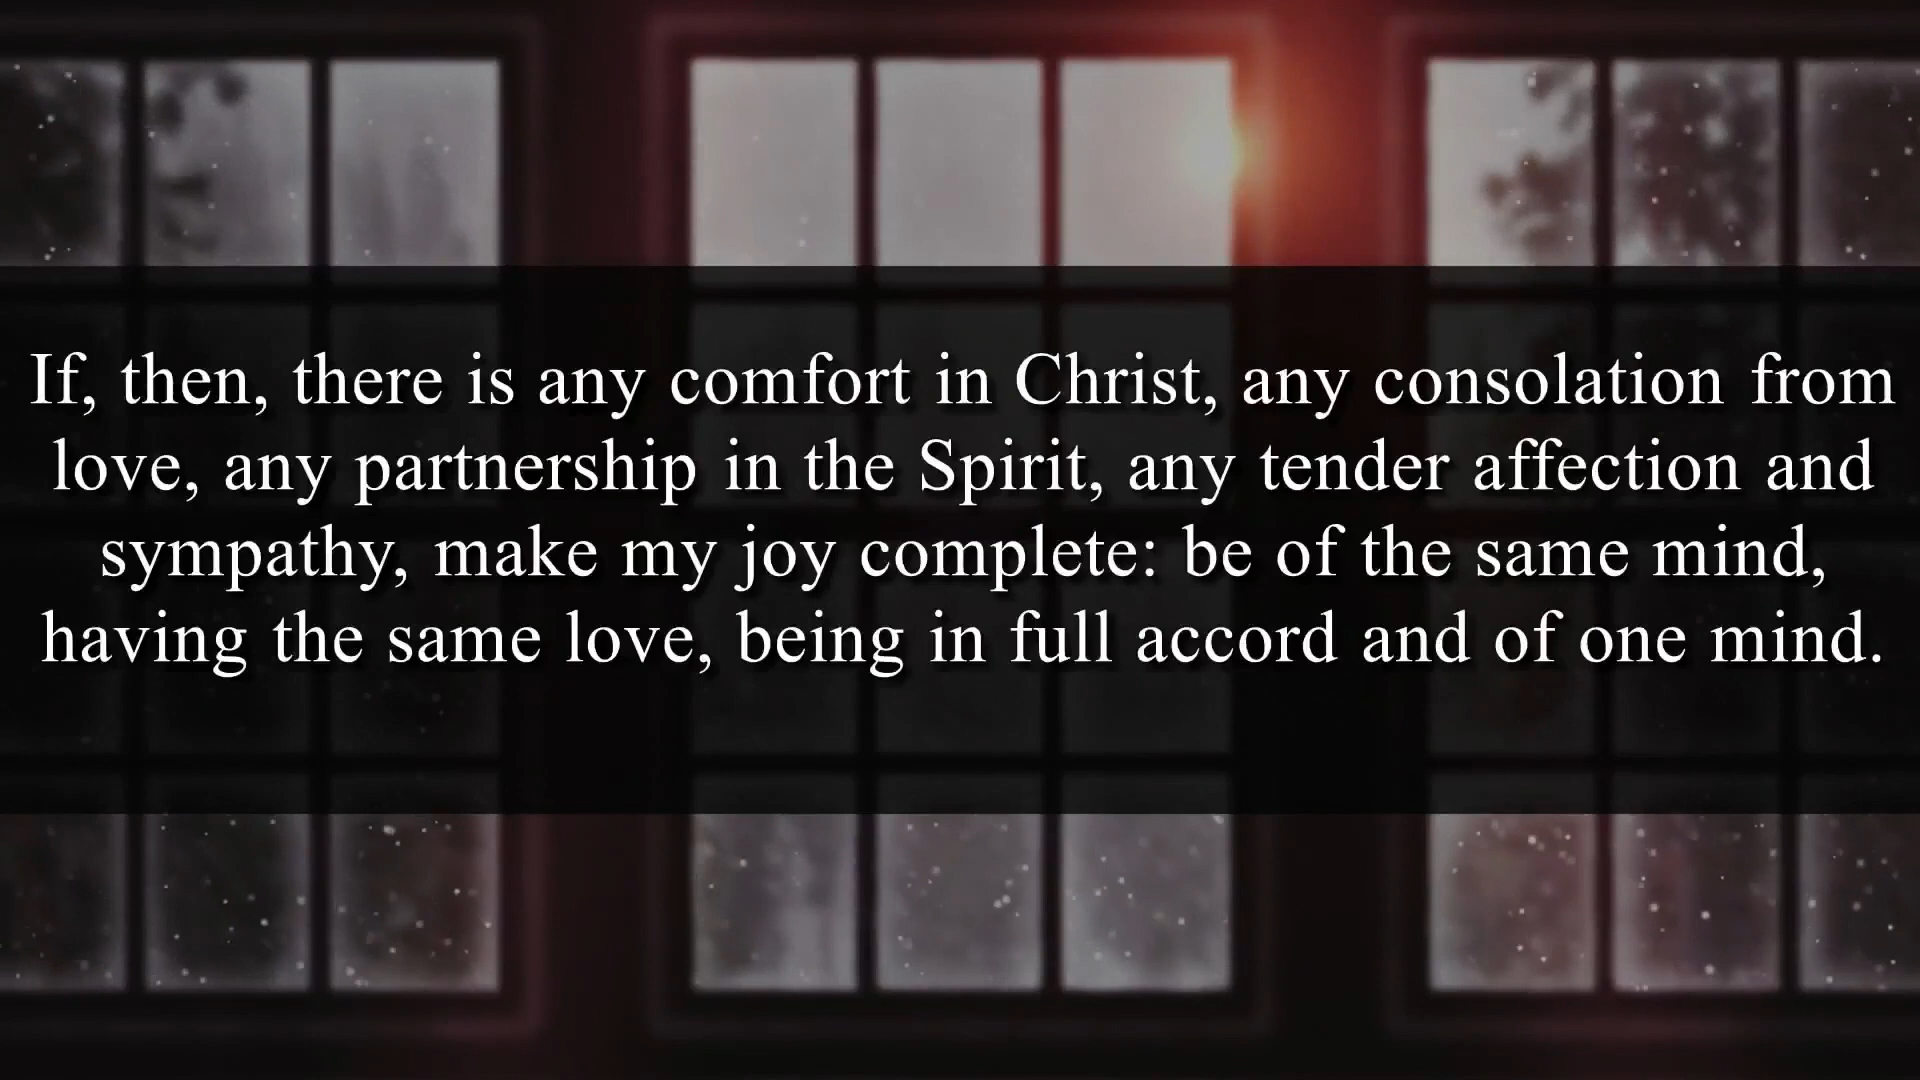 If, then, there is any comfort in Christ, any consolation from
love, any partnership in the Spirit, any tender affection and
sympathy, make my joy complete: be of the same mind,
having the same love, being in full accord and of one mind.